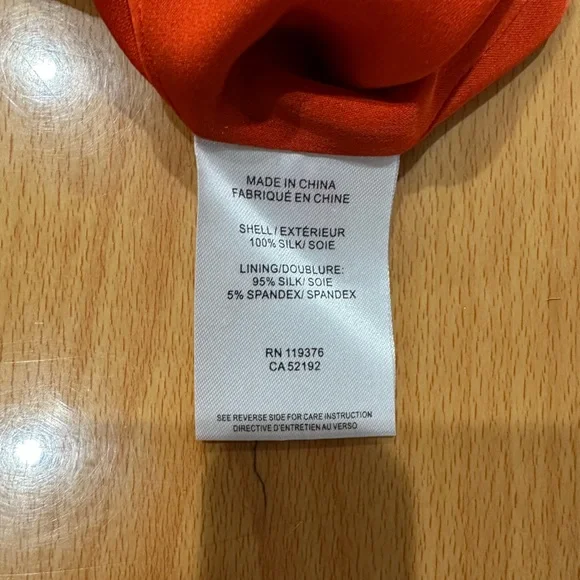 MADE IN CHINA
FABRIQUÉ EN CHINE
SHELL/ EXTÉRIEUR
100% SILK/ SOIE
LINING/DOUBLURE:
95% SILK/ SOIE
5% SPANDEX/ SPANDEX
RN 119376
CA 52192
SEE REVERSE SIDE FOR CARE INSTRUCTION
DIRECTIVE D'ENTRETIEN AU VERSO